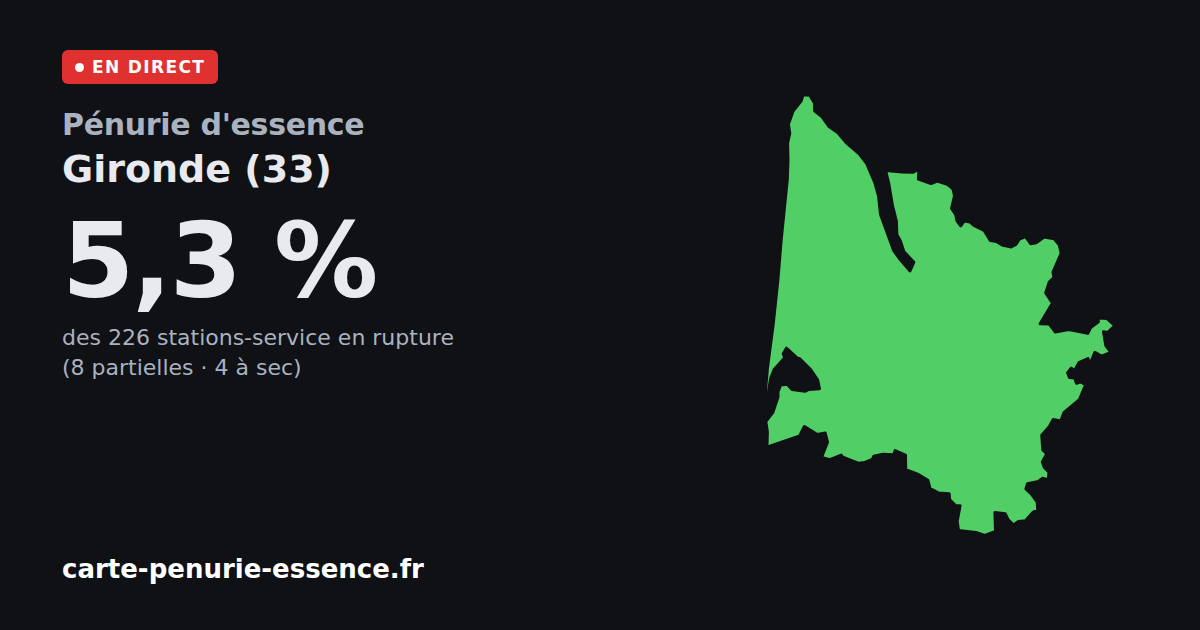 EN DIRECT
Pénurie d'essence
Gironde (33)
5,3 %
des 226 stations-service en rupture
(8 partielles · 4 à sec)
carte-penurie-essence.fr